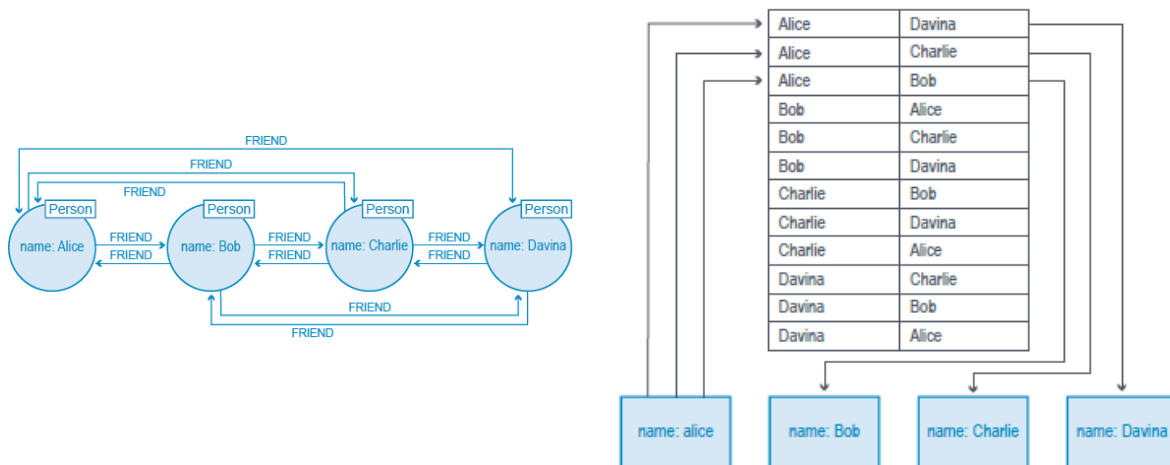 FRIEND
FRIEND
FRIEND
Person Person Person Person
name: Alice FRIEND name: Bob FRIEND name: Charlie FRIEND name: Davina
FRIEND FRIEND FRIEND
FRIEND
FRIEND
Alice Davina
Alice Charlie
Alice Bob
Bob Alice
Bob Charlie
Bob Davina
Charlie Bob
Charlie Davina
Charlie Alice
Davina Charlie
Davina Bob
Davina Alice
name: alice name: Bob name: Charlie name: Davina